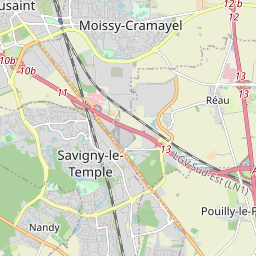 12 b
usaint
Moissy-Cramayel
10b
10b
13
11
13
Réau
13
LGV Sud-Est (LN1)
Savigny-le-
Temple
Pouilly-le-F
Nandy